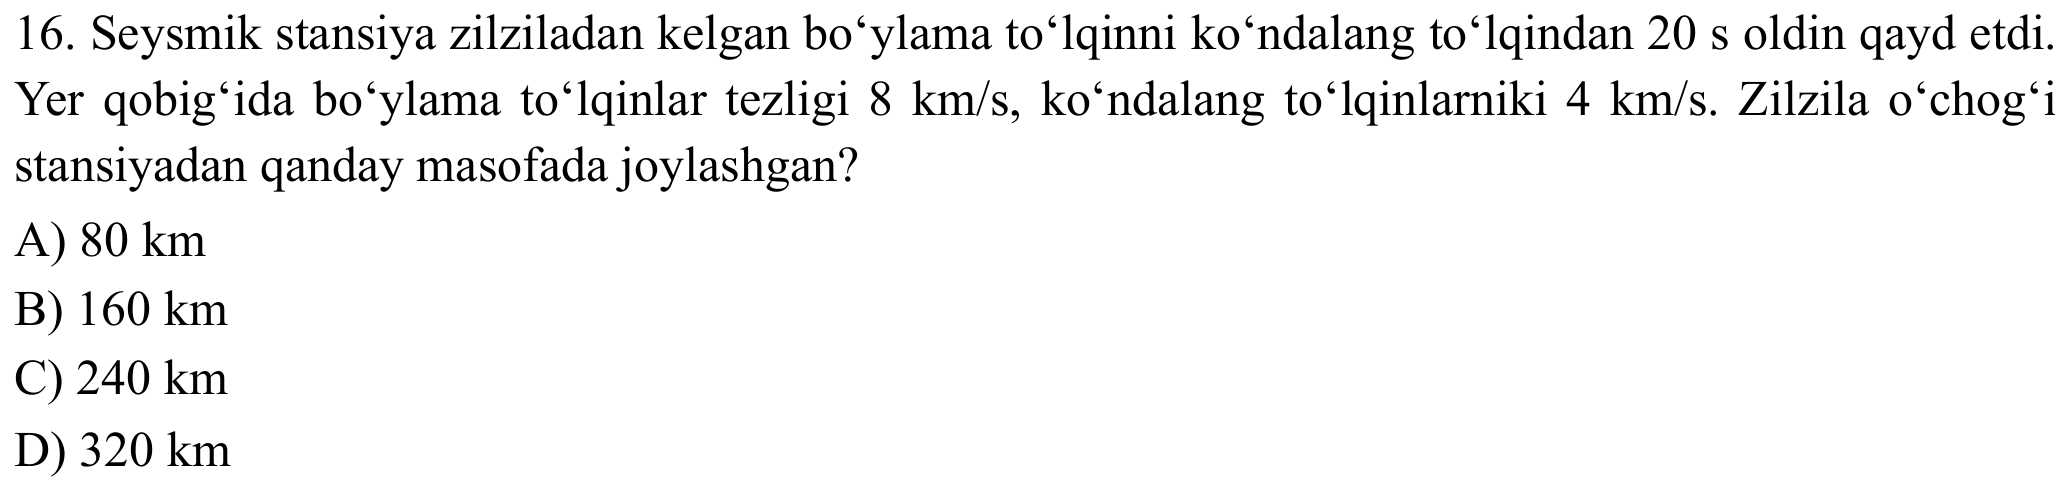 16. Seysmik stansiya zilziladan kelgan bo‘ylama to‘lqinni ko‘ndalang to‘lqindan 20 s oldin qayd etdi.
Yer qobig‘ida bo‘ylama to‘lqinlar tezligi 8 km/s, ko‘ndalang to‘lqinlarniki 4 km/s. Zilzila o‘chog‘i
stansiyadan qanday masofada joylashgan?
A) 80 km
B) 160 km
C) 240 km
D) 320 km